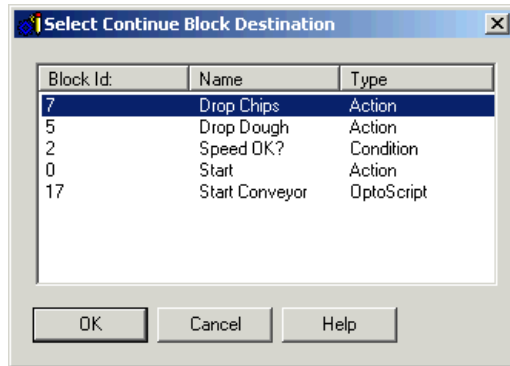 Select Continue Block Destination
Block Id: Name Type
7 Drop Chips Action
5 Drop Dough Action
2 Speed OK? Condition
0 Start Action
17 Start Conveyor OptoScript
OK Cancel Help